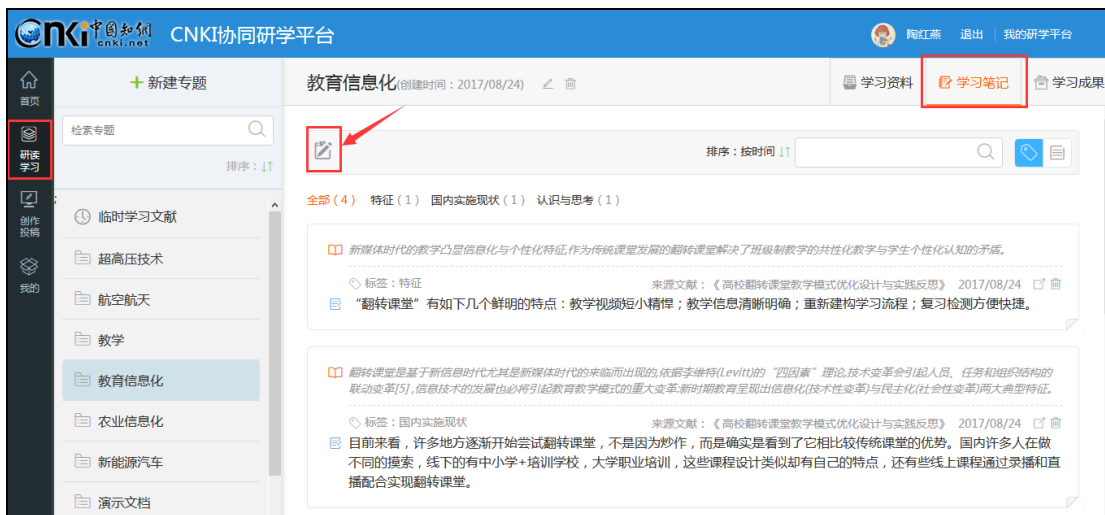 CNKi中国知网 cnki.net CNKI协同研学平台 陶红燕 退出 我的研学平台
首页
研读学习
创作投稿
我的
+ 新建专题
检索专题
排序：↓↑
临时学习文献
超高压技术
航空航天
教学
教育信息化
农业信息化
新能源汽车
演示文档
教育信息化(创建时间：2017/08/24) 学习资料 学习笔记 学习成果
排序：按时间 ↓↑
全部（4） 特征（1） 国内实施现状（1） 认识与思考（1）
新媒体时代的教学凸显信息化与个性化特征,作为传统课堂发展的翻转课堂解决了班级制教学的共性化教学与学生个性化认知的矛盾。
标签：特征 来源文献：《高校翻转课堂教学模式优化设计与实践反思》 2017/08/24
“翻转课堂”有如下几个鲜明的特点：教学视频短小精悍；教学信息清晰明确；重新建构学习流程；复习检测方便快捷。
翻转课堂是基于新信息时代尤其是新媒体时代的来临而出现的,依据李维特(Levitt)的“四因素”理论,技术变革会引起人员、任务和组织结构的
联动变革[5],信息技术的发展也必将引起教育教学模式的重大变革:新时期教育呈现出信息化(技术性变革)与民主化(社会性变革)两大典型特征。
标签：国内实施现状 来源文献：《高校翻转课堂教学模式优化设计与实践反思》 2017/08/24
目前来看，许多地方逐渐开始尝试翻转课堂，不是因为炒作，而是确实是看到了它相比较传统课堂的优势。国内许多人在做
不同的摸索，线下的有中小学+培训学校，大学职业培训，这些课程设计类似却有自己的特点，还有些线上课程通过录播和直
播配合实现翻转课堂。